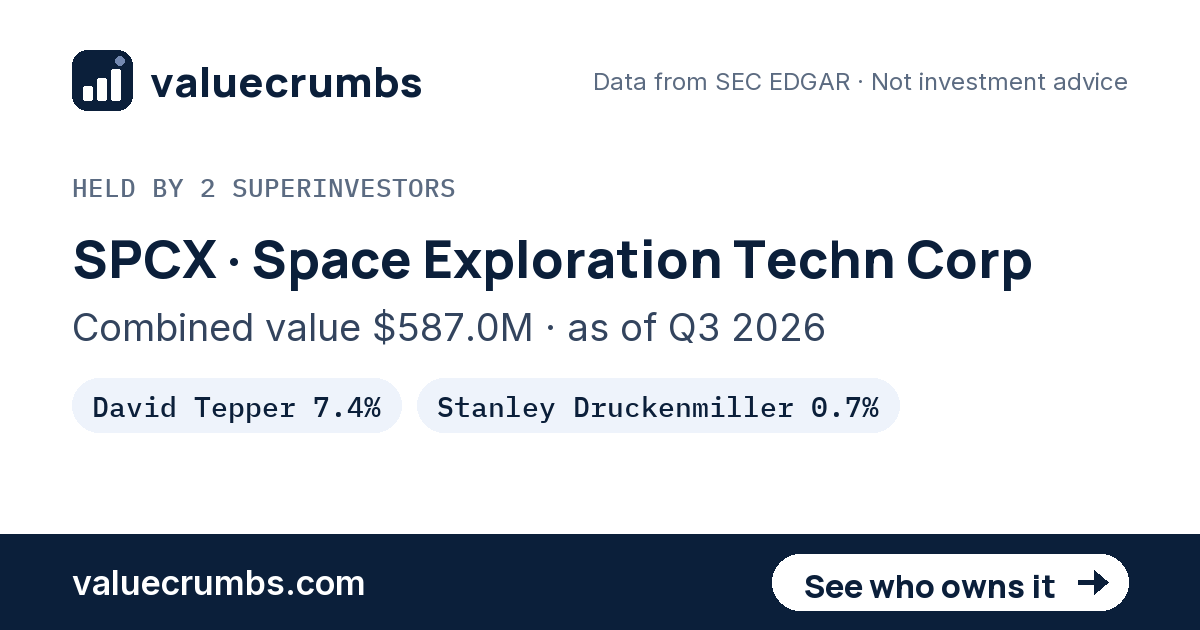 valuecrumbs
Data from SEC EDGAR · Not investment advice
HELD BY 2 SUPERINVESTORS
SPCX · Space Exploration Techn Corp
Combined value $587.0M · as of Q3 2026
David Tepper 7.4%
Stanley Druckenmiller 0.7%
valuecrumbs.com
See who owns it →